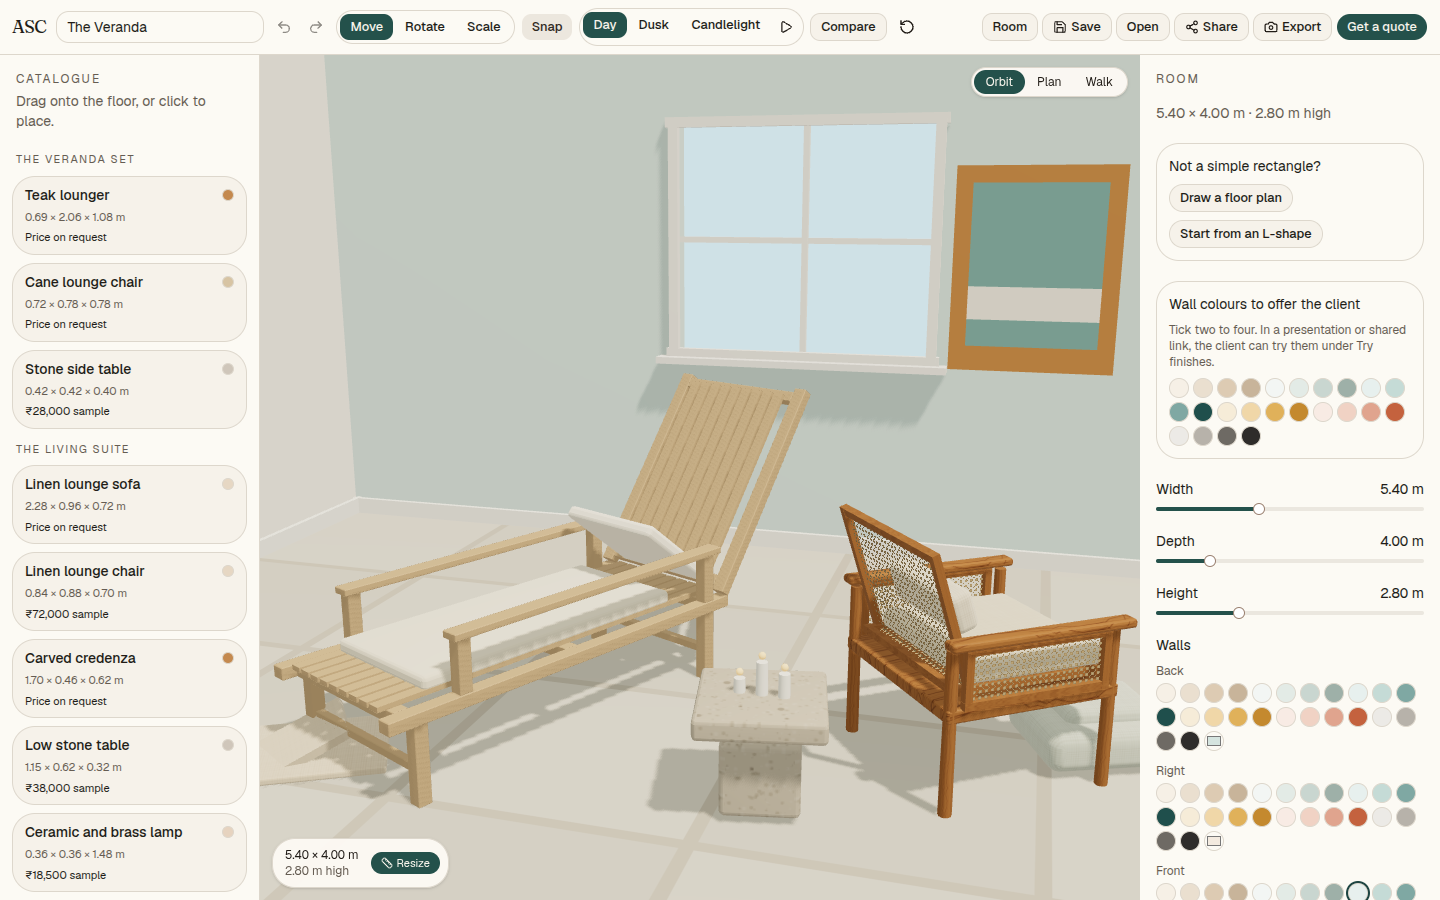 ASC
The Veranda
Move
Rotate
Scale
Snap
Day
Dusk
Candlelight
Compare
Room
Save
Open
Share
Export
Get a quote
CATALOGUE
Drag onto the floor, or click to
place.
THE VERANDA SET
Teak lounger
0.69 × 2.06 × 1.08 m
Price on request
Cane lounge chair
0.72 × 0.78 × 0.78 m
Price on request
Stone side table
0.42 × 0.42 × 0.40 m
₹28,000 sample
THE LIVING SUITE
Linen lounge sofa
2.28 × 0.96 × 0.72 m
Price on request
Linen lounge chair
0.84 × 0.88 × 0.70 m
₹72,000 sample
Carved credenza
1.70 × 0.46 × 0.62 m
Price on request
Low stone table
1.15 × 0.62 × 0.32 m
₹38,000 sample
Ceramic and brass lamp
0.36 × 0.36 × 1.48 m
₹18,500 sample
Orbit
Plan
Walk
5.40 × 4.00 m
2.80 m high
Resize
ROOM
5.40 × 4.00 m · 2.80 m high
Not a simple rectangle?
Draw a floor plan
Start from an L-shape
Wall colours to offer the client
Tick two to four. In a presentation or shared
link, the client can try them under Try
finishes.
Width 5.40 m
Depth 4.00 m
Height 2.80 m
Walls
Back
Right
Front